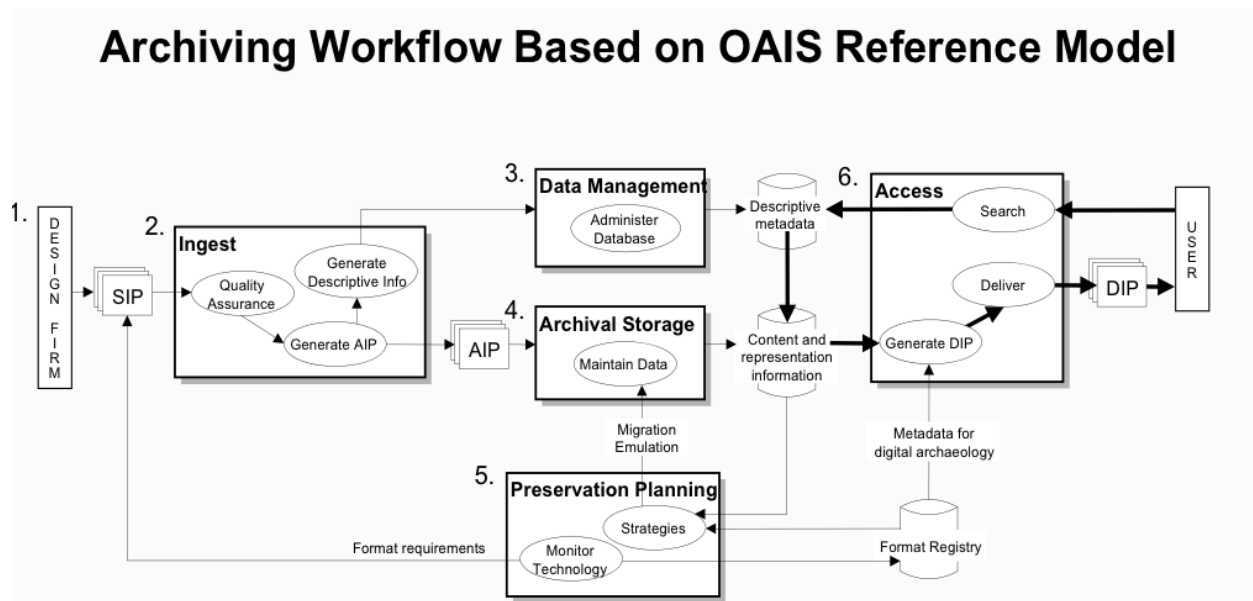 Archiving Workflow Based on OAIS Reference Model
1.
DESIGN FIRM
SIP
2.
Ingest
Quality
Assurance
Generate
Descriptive Info
Generate AIP
AIP
3.
Data Management
Administer
Database
4.
Archival Storage
Maintain Data
Migration
Emulation
5.
Preservation Planning
Strategies
Monitor
Technology
Format requirements
Descriptive
metadata
Content and
representation
information
6.
Access
Search
Deliver
Generate DIP
DIP
USER
Metadata for
digital archaeology
Format Registry